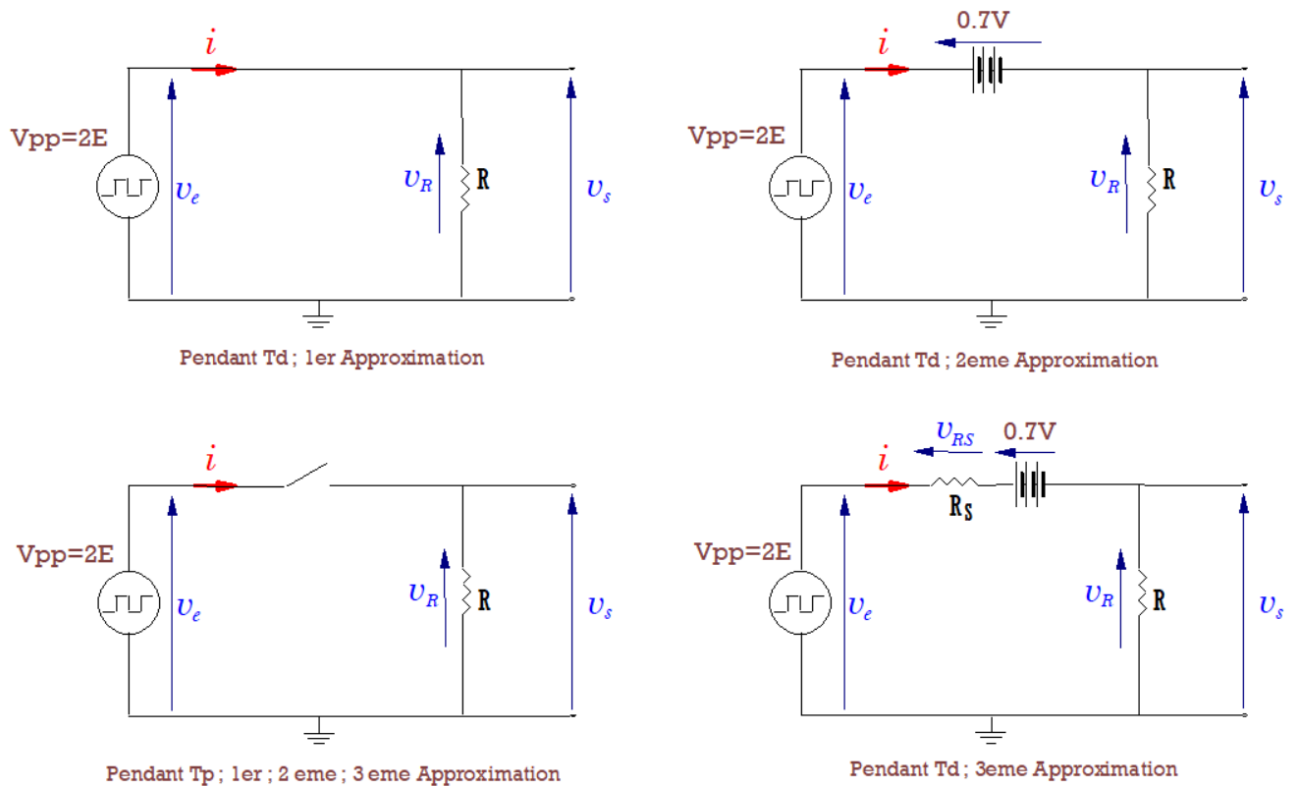 0.7V
i
i
Vpp=2E
v_e
v_R
R
v_s
Vpp=2E
v_e
v_R
R
v_s
Pendant Td ; 1er Approximation
Pendant Td ; 2eme Approximation
i
v_RS
0.7V
i
R_S
Vpp=2E
v_e
v_R
R
v_s
Vpp=2E
v_e
v_R
R
v_s
Pendant Tp ; 1er ; 2 eme ; 3 eme Approximation
Pendant Td ; 3eme Approximation